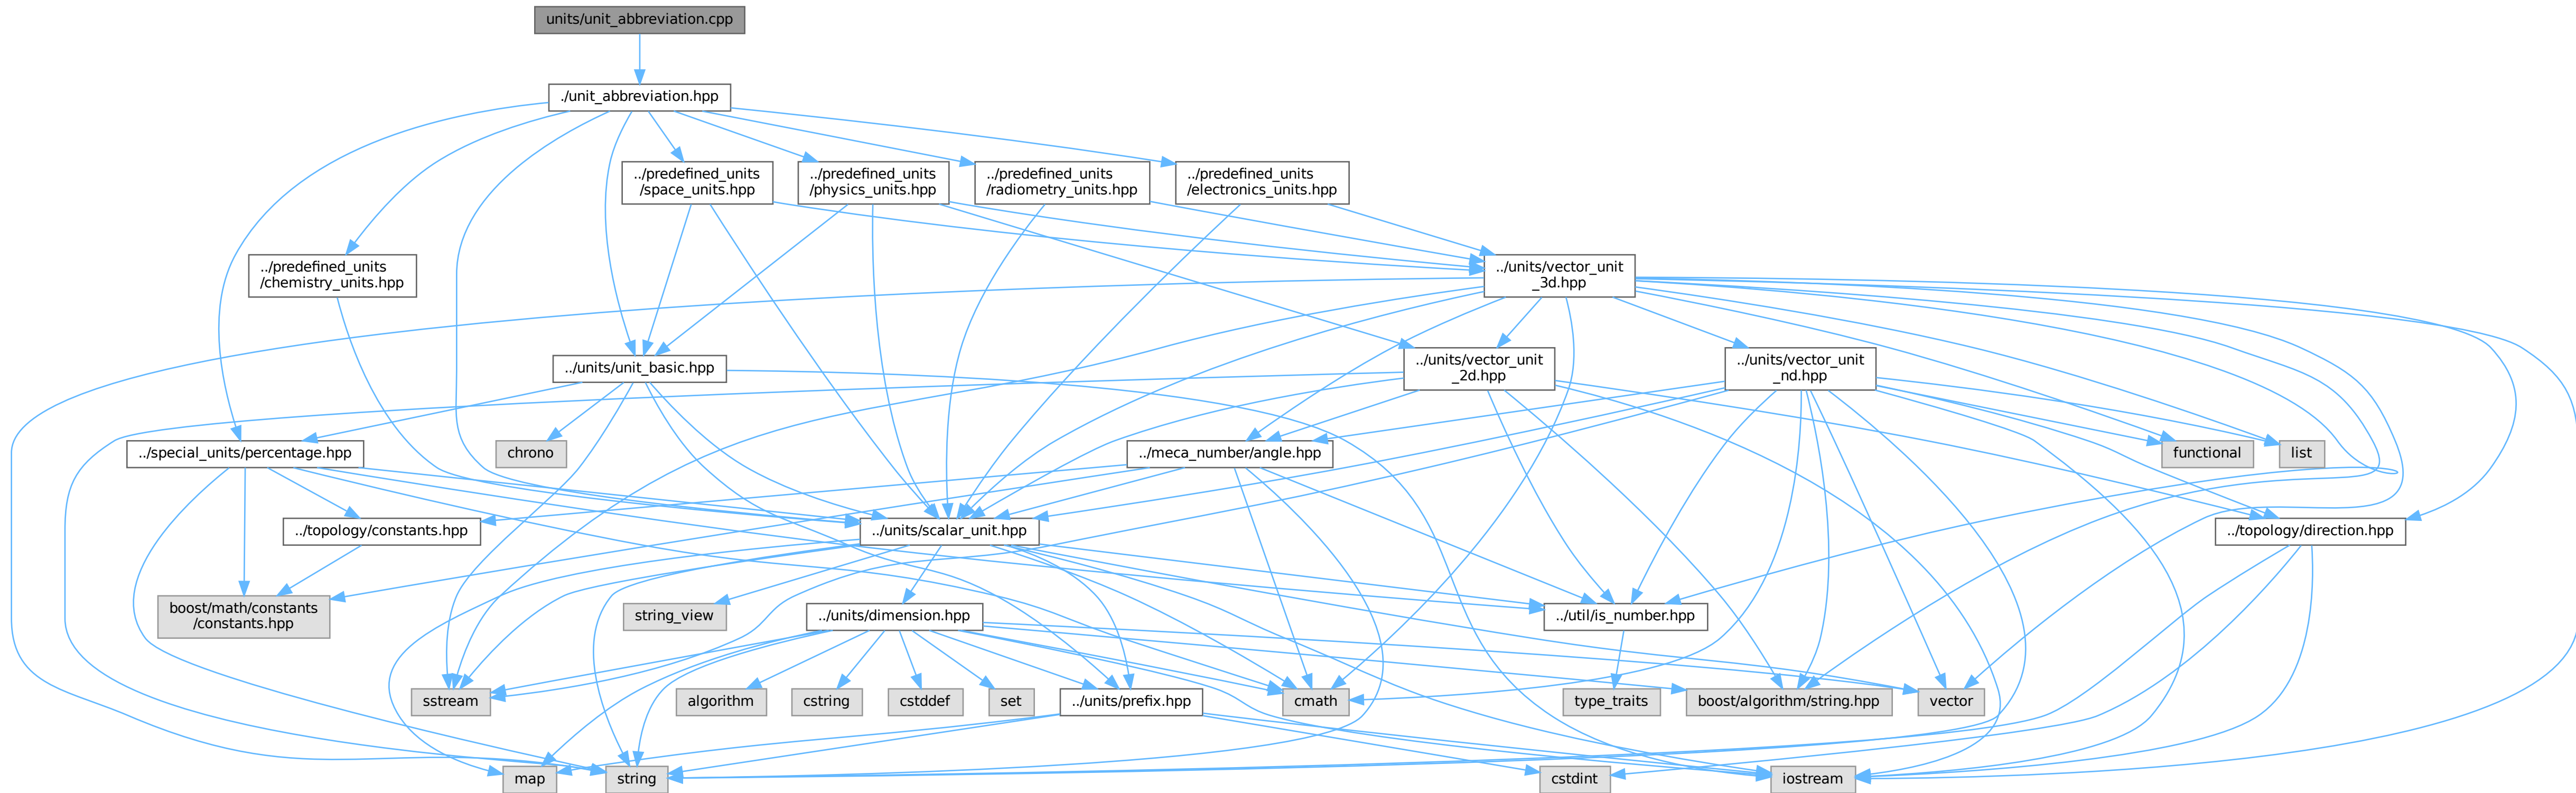 units/unit_abbreviation.cpp
./unit_abbreviation.hpp
../predefined_units
/space_units.hpp
../predefined_units
/physics_units.hpp
../predefined_units
/radiometry_units.hpp
../predefined_units
/electronics_units.hpp
../predefined_units
/chemistry_units.hpp
../units/vector_unit
_3d.hpp
../units/unit_basic.hpp
../units/vector_unit
_2d.hpp
../units/vector_unit
_nd.hpp
../special_units/percentage.hpp
chrono
../meca_number/angle.hpp
functional
list
../topology/constants.hpp
../units/scalar_unit.hpp
../topology/direction.hpp
boost/math/constants
/constants.hpp
string_view
../units/dimension.hpp
../util/is_number.hpp
sstream
algorithm
cstring
cstddef
set
../units/prefix.hpp
cmath
type_traits
boost/algorithm/string.hpp
vector
map
string
cstdint
iostream